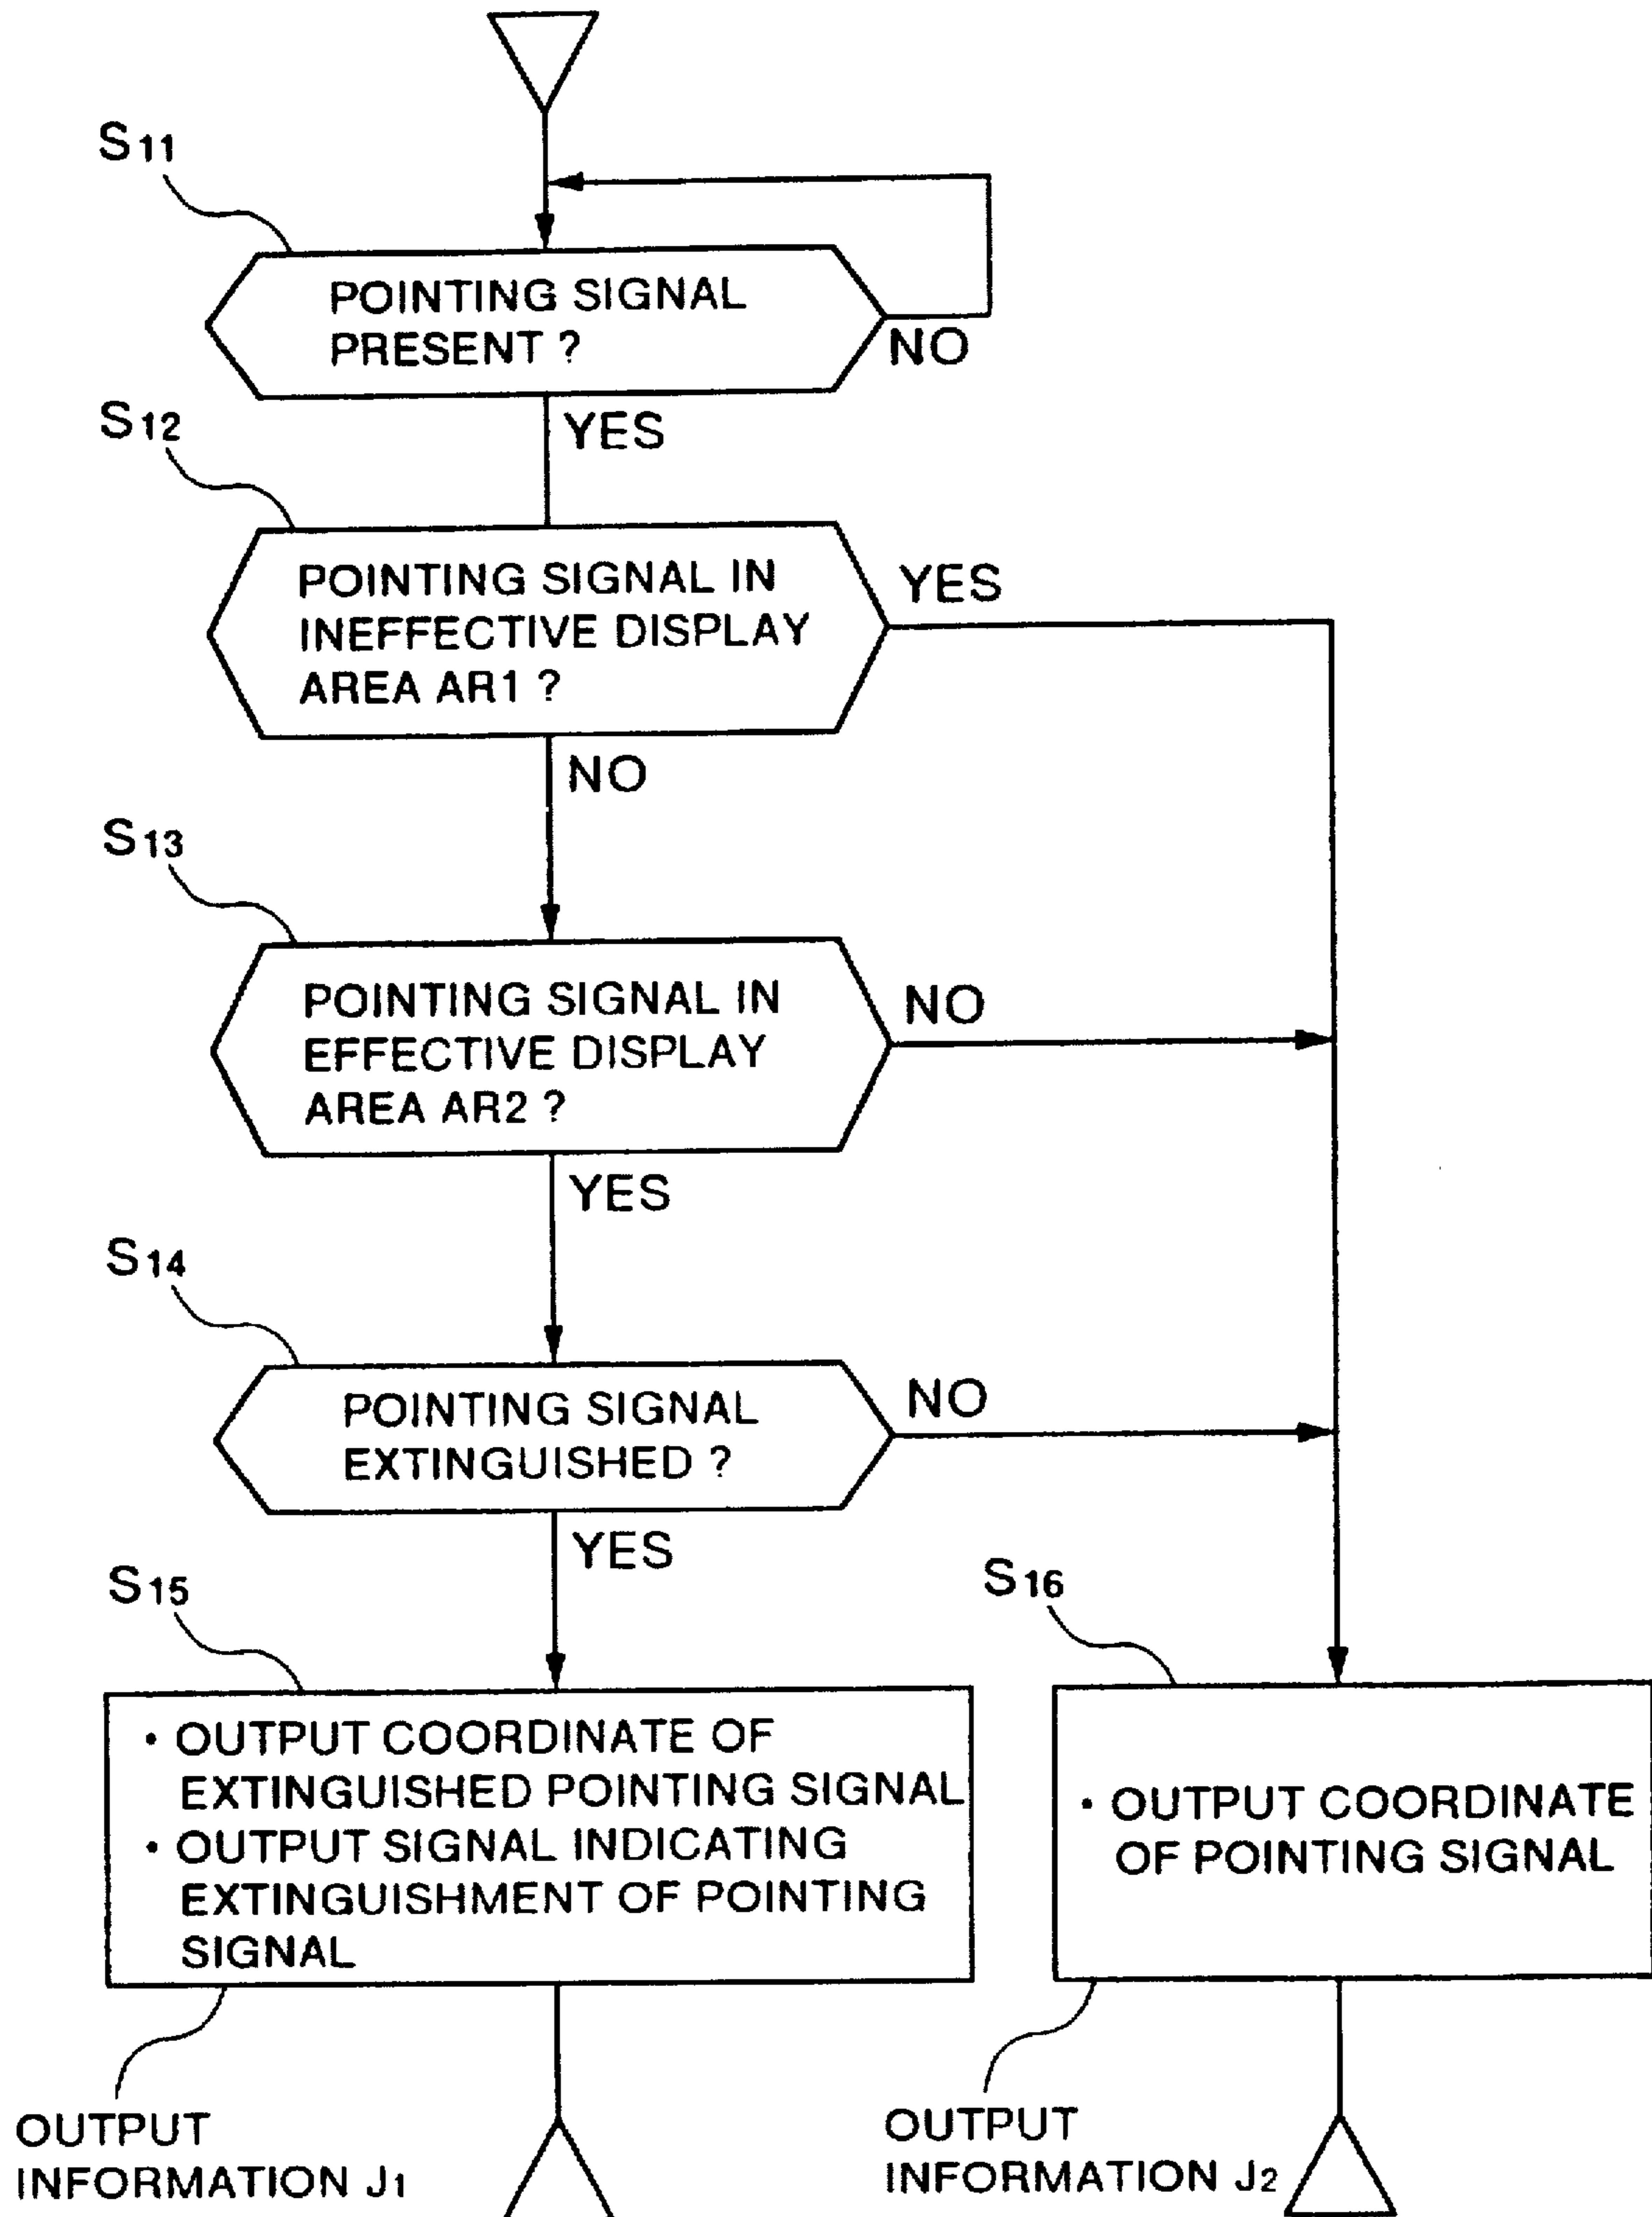 S11
POINTING SIGNAL
PRESENT ?
NO
YES
S12
POINTING SIGNAL IN
INEFFECTIVE DISPLAY
AREA AR1 ?
YES
NO
S13
POINTING SIGNAL IN
EFFECTIVE DISPLAY
AREA AR2 ?
NO
YES
S14
POINTING SIGNAL
EXTINGUISHED ?
NO
YES
S15
• OUTPUT COORDINATE OF
EXTINGUISHED POINTING SIGNAL
• OUTPUT SIGNAL INDICATING
EXTINGUISHMENT OF POINTING
SIGNAL
OUTPUT
INFORMATION J1
S16
• OUTPUT COORDINATE
OF POINTING SIGNAL
OUTPUT
INFORMATION J2